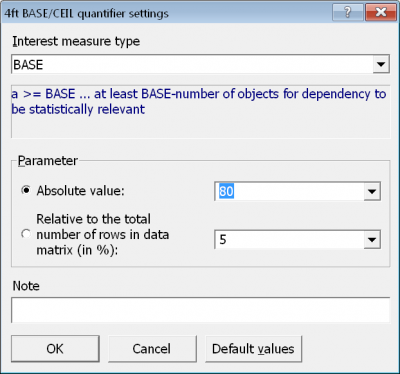 4ft BASE/CEIL quantifier settings
Interest measure type
BASE
a >= BASE ... at least BASE-number of objects for dependency to
be statistically relevant
Parameter
Absolute value:
80
Relative to the total
number of rows in data
matrix (in %):
5
Note
OK
Cancel
Default values